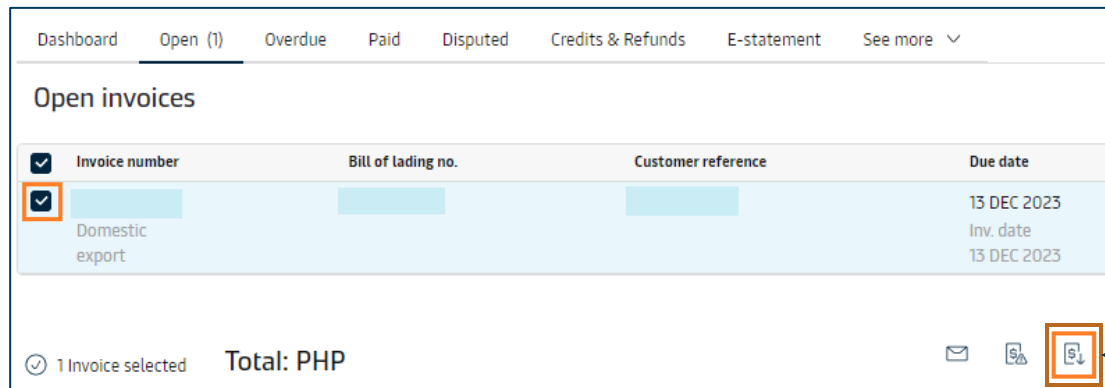 Dashboard Open (1) Overdue Paid Disputed Credits & Refunds E-statement See more
Open invoices
Invoice number Bill of lading no. Customer reference Due date
13 DEC 2023
Domestic Inv. date
export 13 DEC 2023
1 Invoice selected Total: PHP